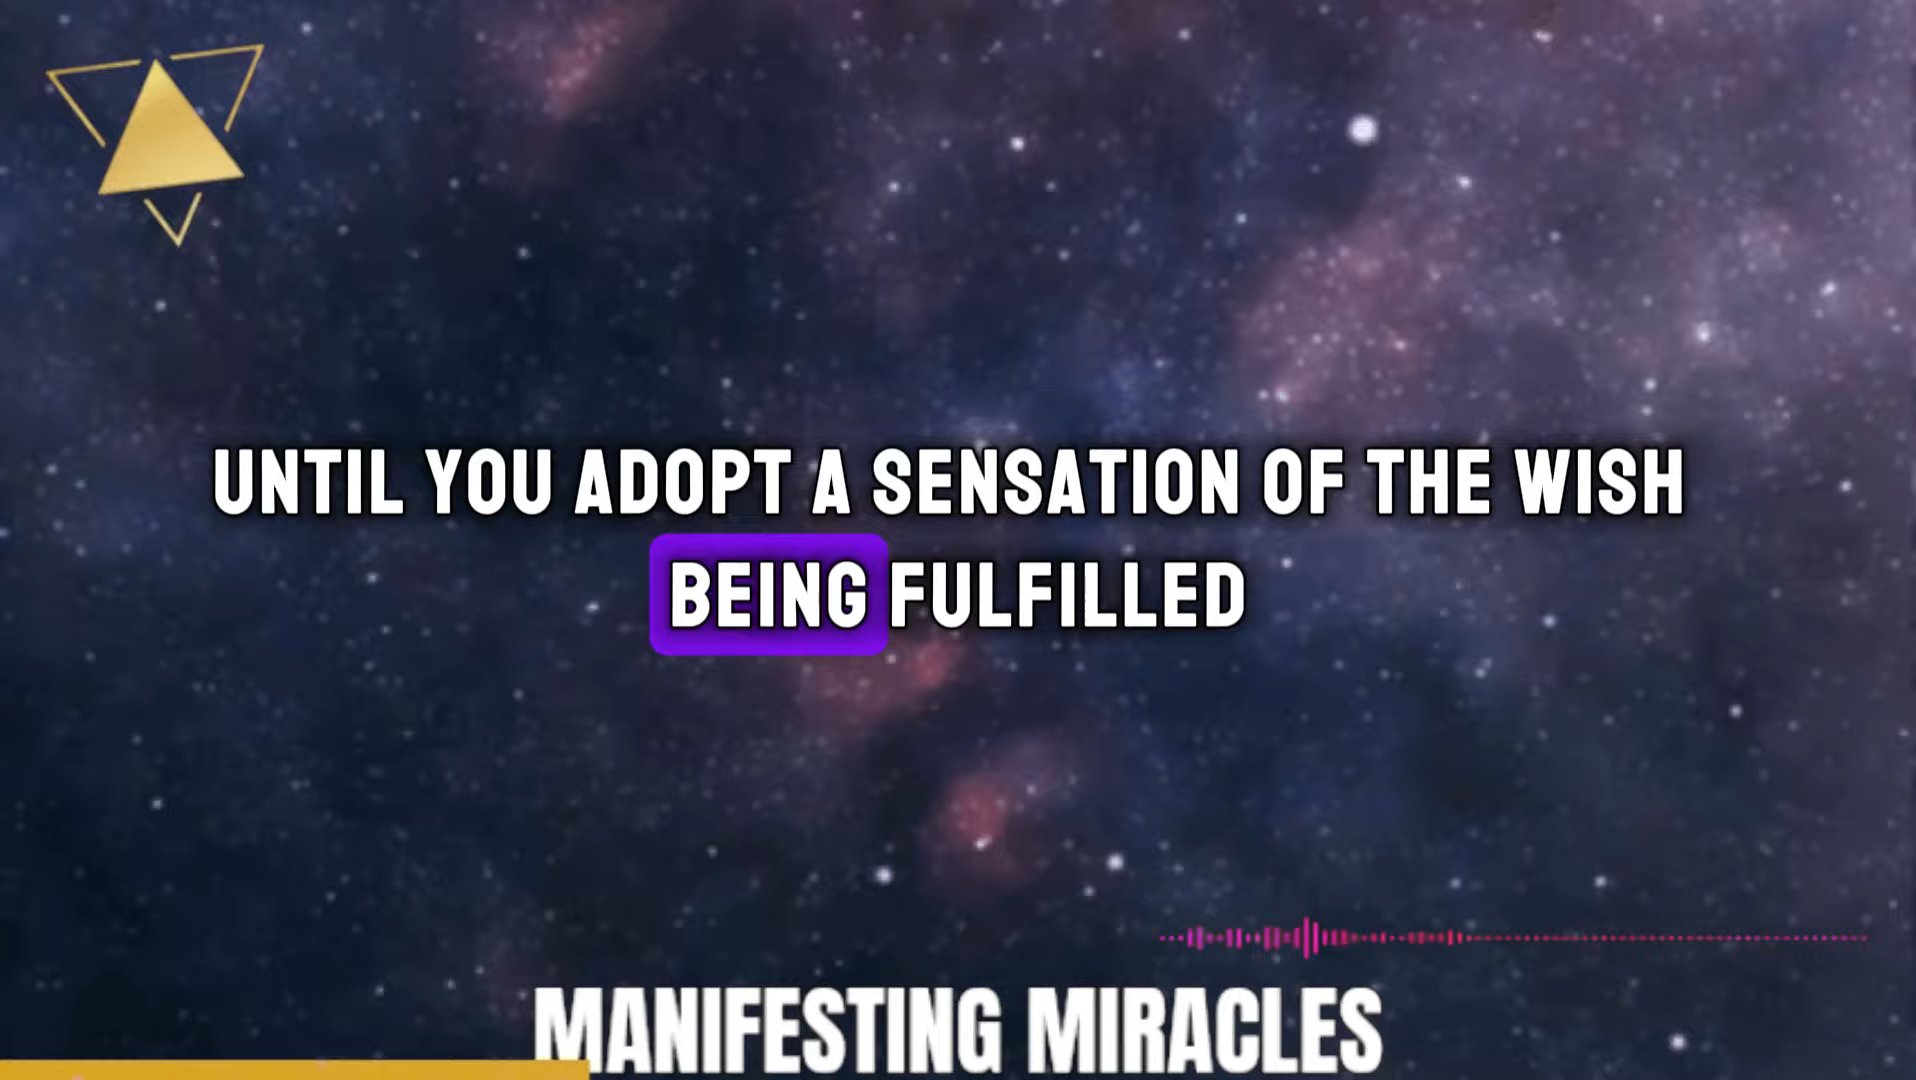 UNTIL YOU ADOPT A SENSATION OF THE WISH
BEING FULFILLED
MANIFESTING MIRACLES